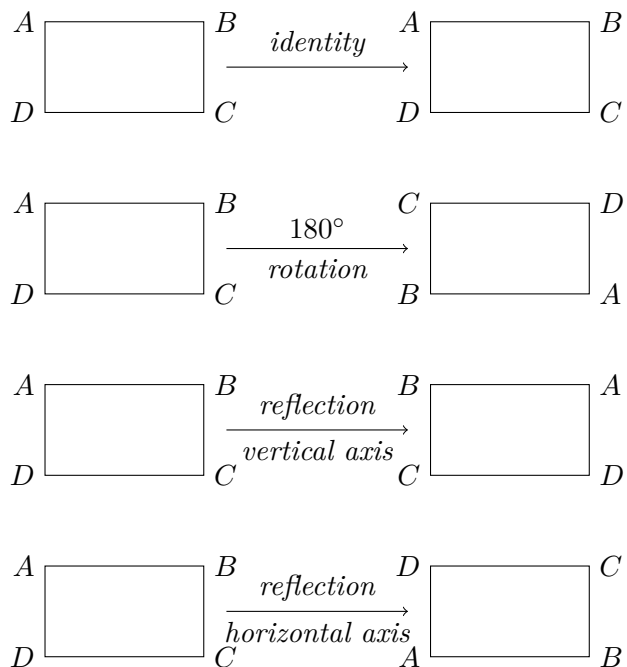 A B A B
identity
D C D C
A B C D
180°
rotation
D C B A
A B B A
reflection
vertical axis
D C C D
A B D C
reflection
horizontal axis
D C A B